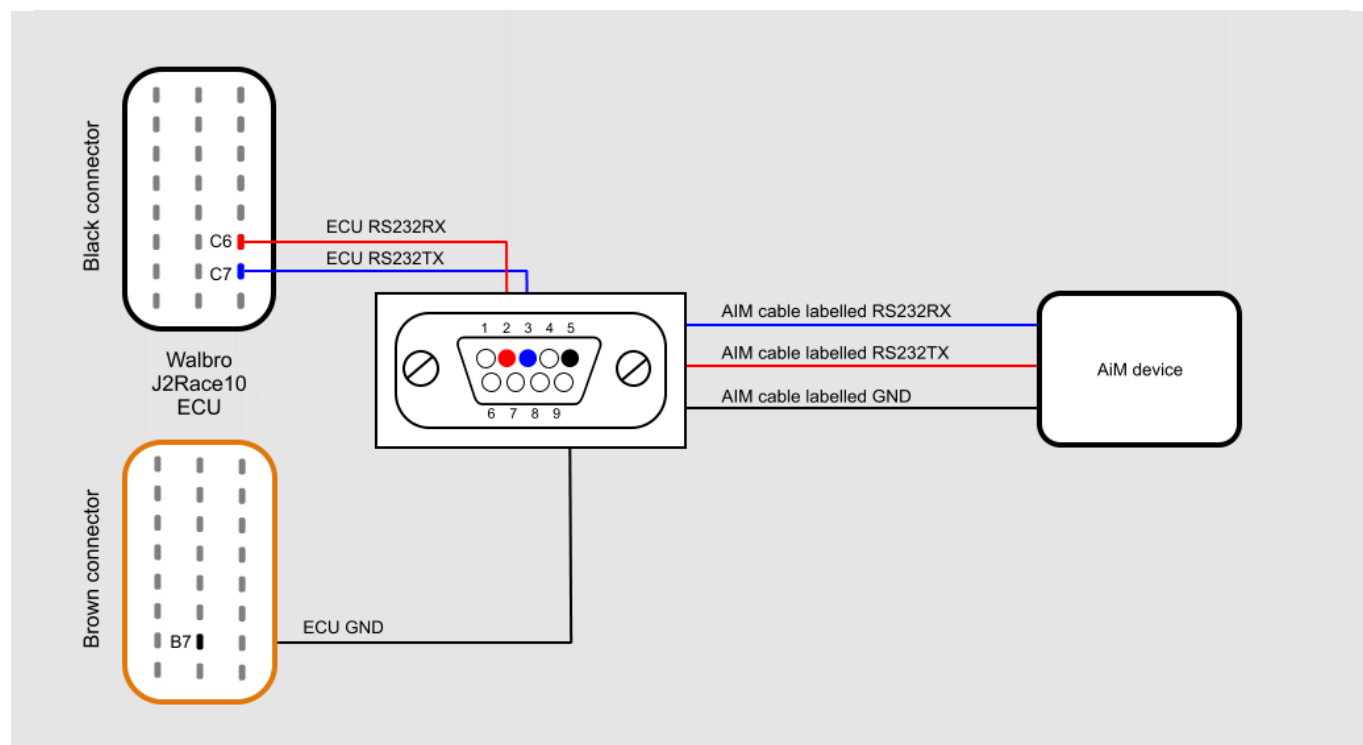 Black connector
C6
C7
ECU RS232RX
ECU RS232TX
Walbro
J2Race10
ECU
1 2 3 4 5
6 7 8 9
AIM cable labelled RS232RX
AIM cable labelled RS232TX
AIM cable labelled GND
AiM device
Brown connector
B7
ECU GND